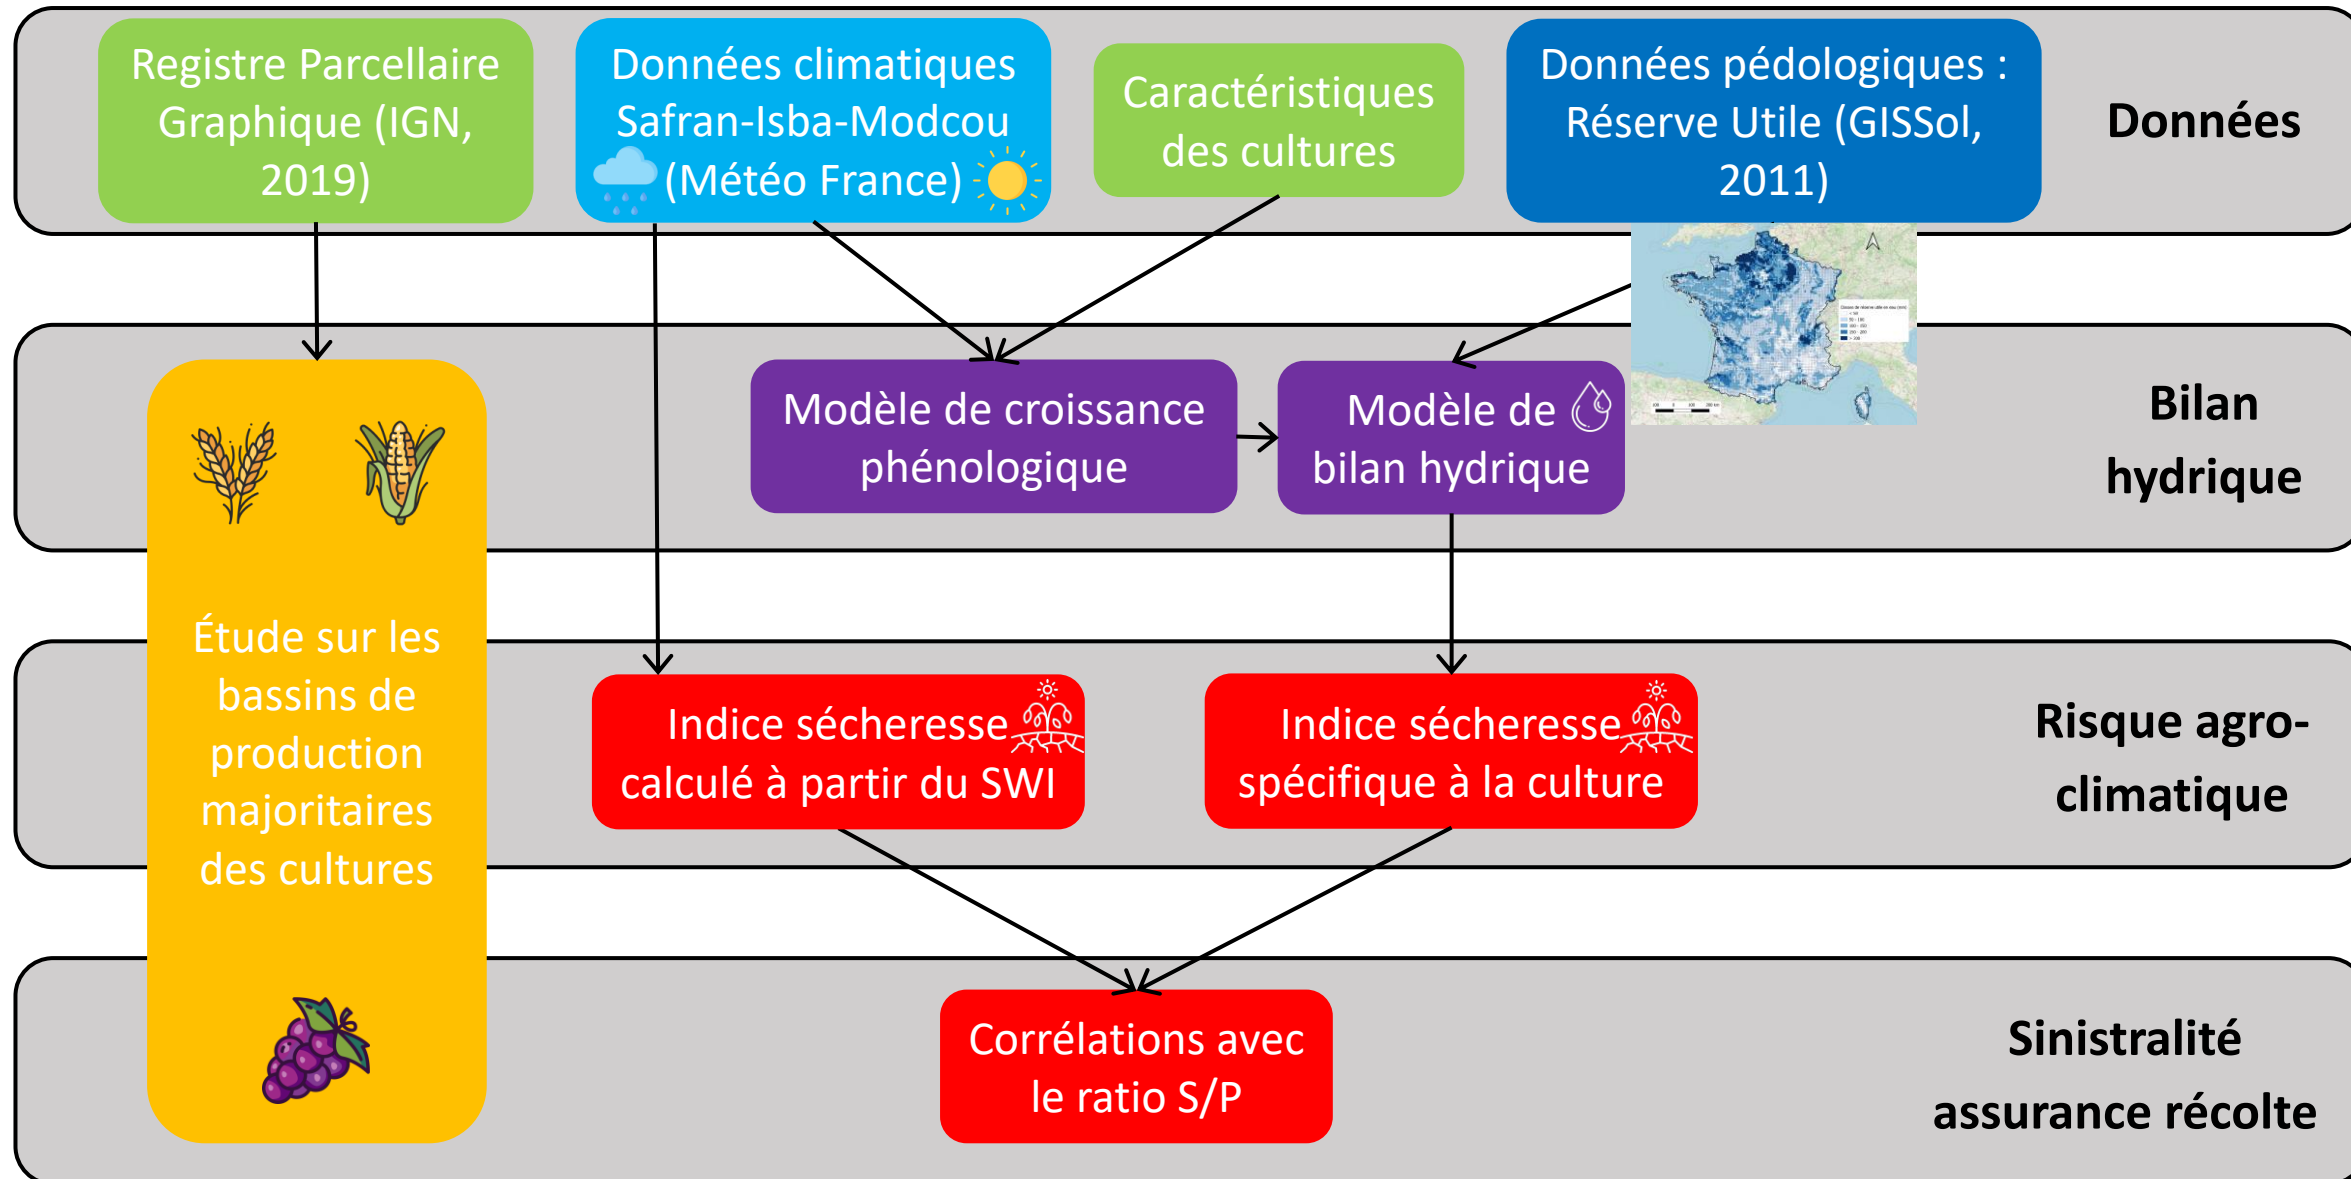 Registre Parcellaire
Graphique (IGN,
2019)
Données climatiques
Safran-Isba-Modcou
(Météo France)
Caractéristiques
des cultures
Données pédologiques :
Réserve Utile (GISSol,
2011)
Données
Modèle de croissance
phénologique
Modèle de
bilan hydrique
Bilan
hydrique
Étude sur les
bassins de
production
majoritaires
des cultures
Indice sécheresse
calculé à partir du SWI
Indice sécheresse
spécifique à la culture
Risque agro-
climatique
Corrélations avec
le ratio S/P
Sinistralité
assurance récolte